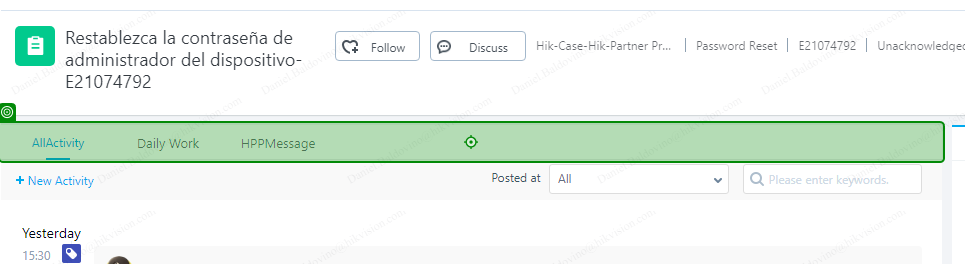 Restablezca la contraseña de
administrador del dispositivo-
E21074792
Follow
Discuss
Hik-Case-Hik-Partner Pr...
Password Reset
E21074792
Unacknowledged
AllActivity
Daily Work
HPPMessage
+ New Activity
Posted at
All
Please enter keywords.
Yesterday
15:30